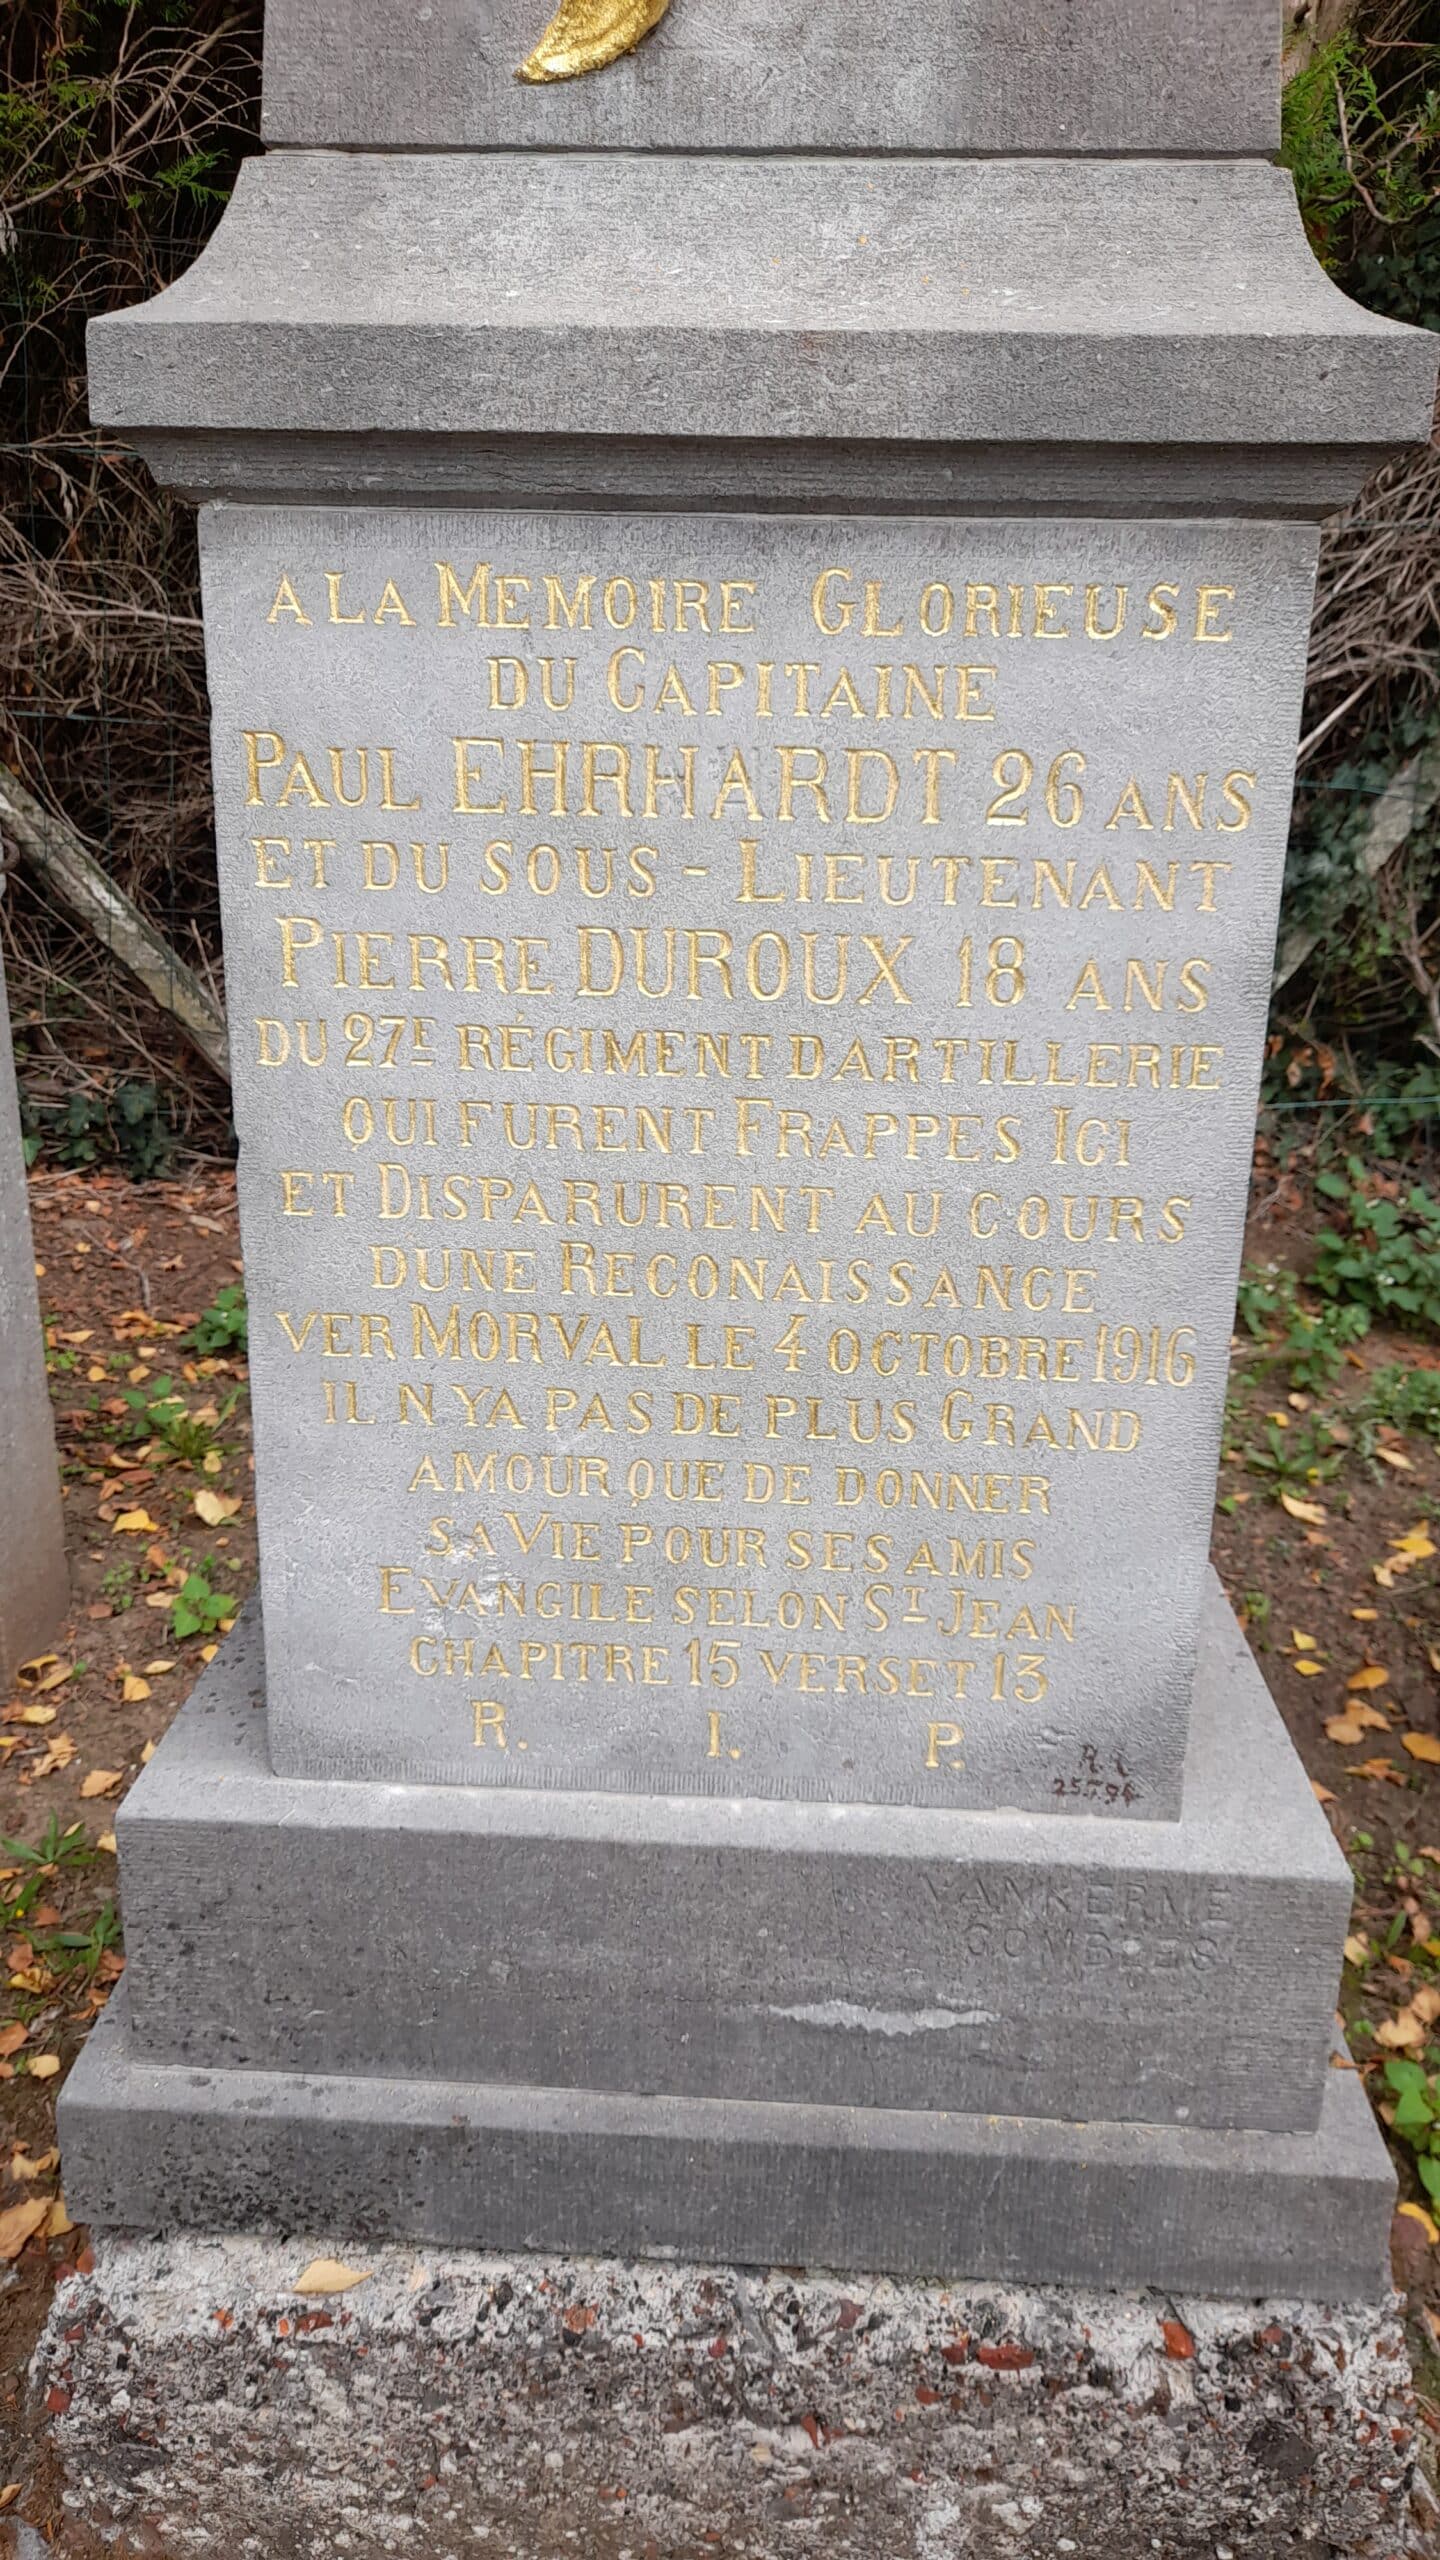 A LA MEMOIRE GLORIEUSE
DU CAPITAINE
PAUL EHRHARDT 26 ANS
ET DU SOUS - LIEUTENANT
PIERRE DUROUX 18 ANS
DU 27E RÉGIMENT DARTILLERIE
QUI FURENT FRAPPES ICI
ET DISPARURENT AU COURS
DUNE RECONAISSANCE
VER MORVAL LE 4 OCTOBRE 1916
IL N YA PAS DE PLUS GRAND
AMOUR QUE DE DONNER
SA VIE POUR SES AMIS
EVANGILE SELON ST JEAN
CHAPITRE 15 VERSET 13
R. I. P.